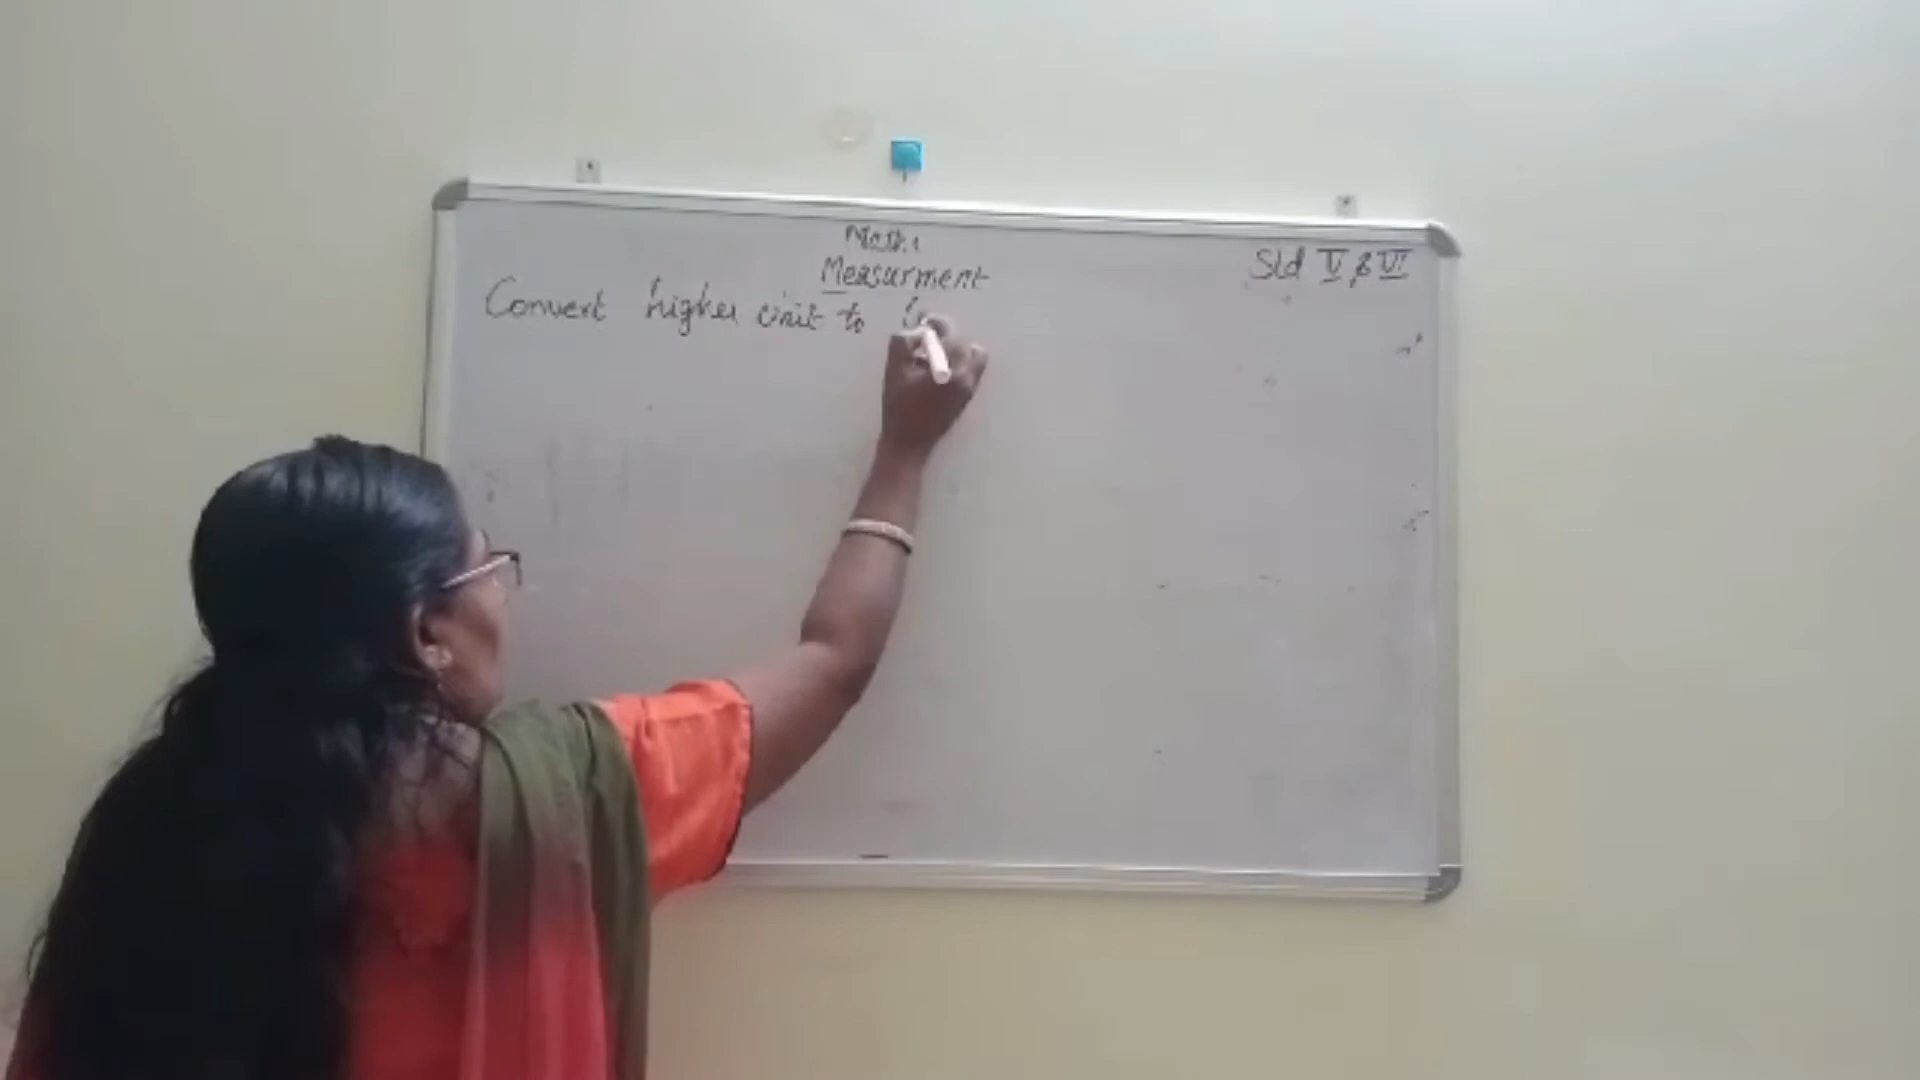 Maths
Measurment
Std V & VI
Convert higher unit to